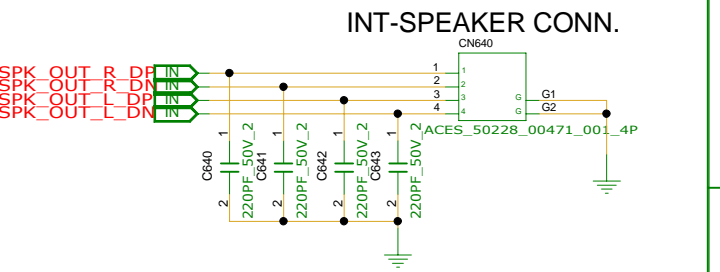 INT-SPEAKER CONN.
CN640
SPK_OUT_R_DP IN 1 1
SPK_OUT_R_DN IN 2 2
SPK_OUT_L_DP IN 3 3 G G1
SPK_OUT_L_DN IN 4 4 G G2
ACES_50228_00471_001_4P
1 1 1 1
C640 220PF_50V_2
C641 220PF_50V_2
C642 220PF_50V_2
C643 220PF_50V_2
2 2 2 2